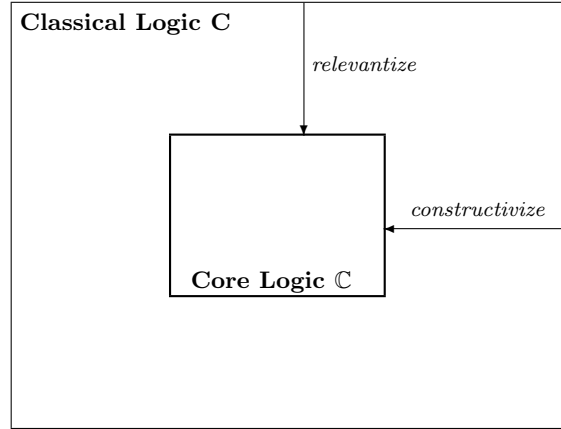 Classical Logic C
relevantize
constructivize
Core Logic ℂ